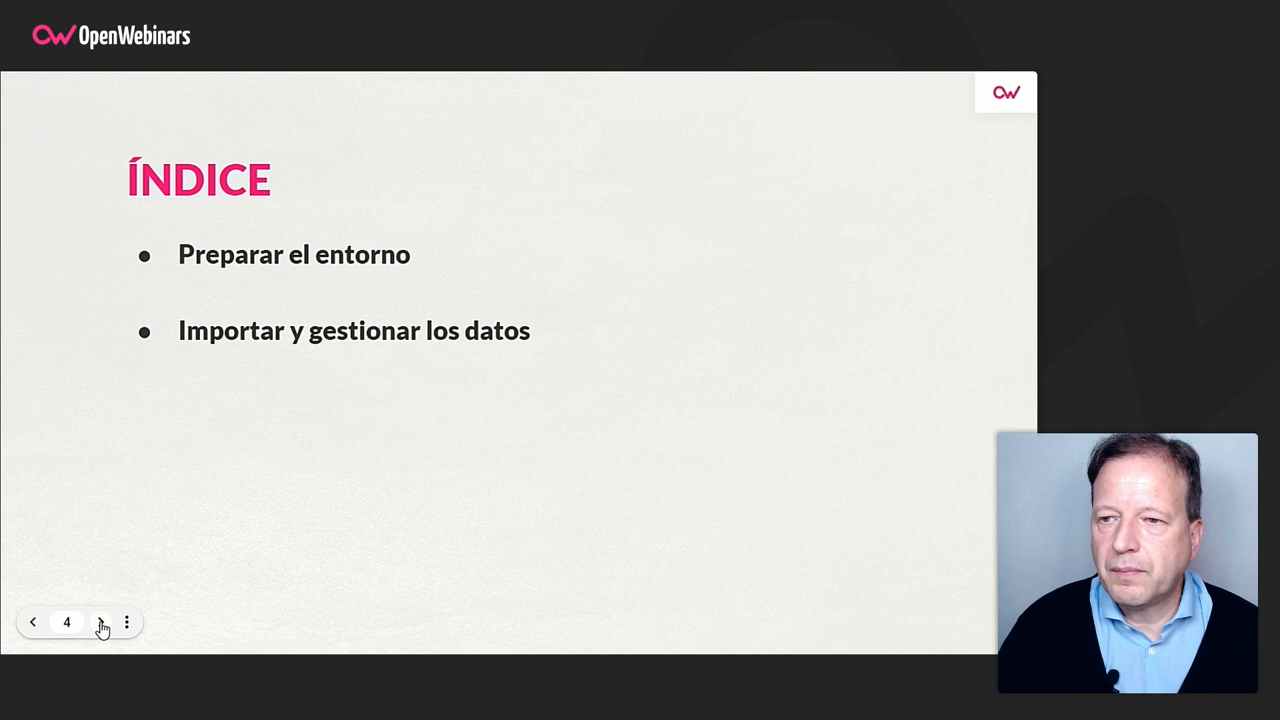 OpenWebinars
ÍNDICE
● Preparar el entorno
● Importar y gestionar los datos
4